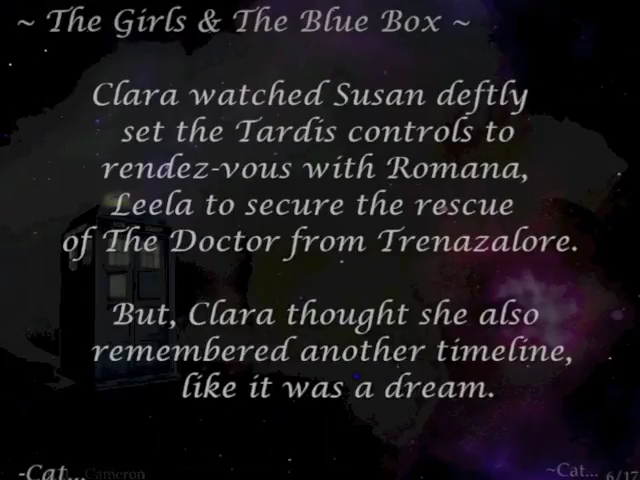 ~ The Girls & The Blue Box ~
Clara watched Susan deftly
set the Tardis controls to
rendez-vous with Romana,
Leela to secure the rescue
of The Doctor from Trenazalore.
But, Clara thought she also
remembered another timeline,
like it was a dream.
-Cat... Cameron
~Cat... 6/17